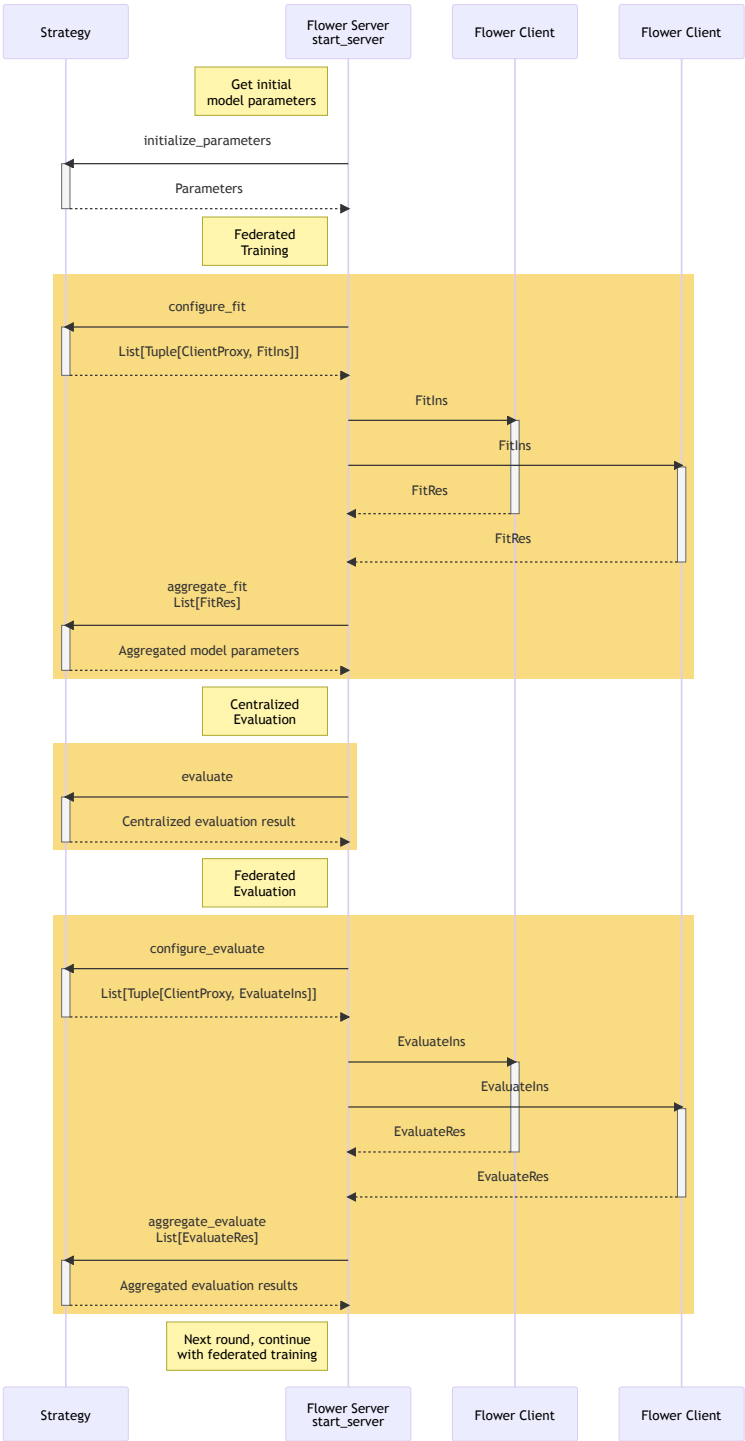 Strategy
Flower Server
start_server
Flower Client
Flower Client
Get initial
model parameters
initialize_parameters
Parameters
Federated
Training
configure_fit
List[Tuple[ClientProxy, FitIns]]
FitIns
FitIns
FitRes
FitRes
aggregate_fit
List[FitRes]
Aggregated model parameters
Centralized
Evaluation
evaluate
Centralized evaluation result
Federated
Evaluation
configure_evaluate
List[Tuple[ClientProxy, EvaluateIns]]
EvaluateIns
EvaluateIns
EvaluateRes
EvaluateRes
aggregate_evaluate
List[EvaluateRes]
Aggregated evaluation results
Next round, continue
with federated training
Strategy
Flower Server
start_server
Flower Client
Flower Client